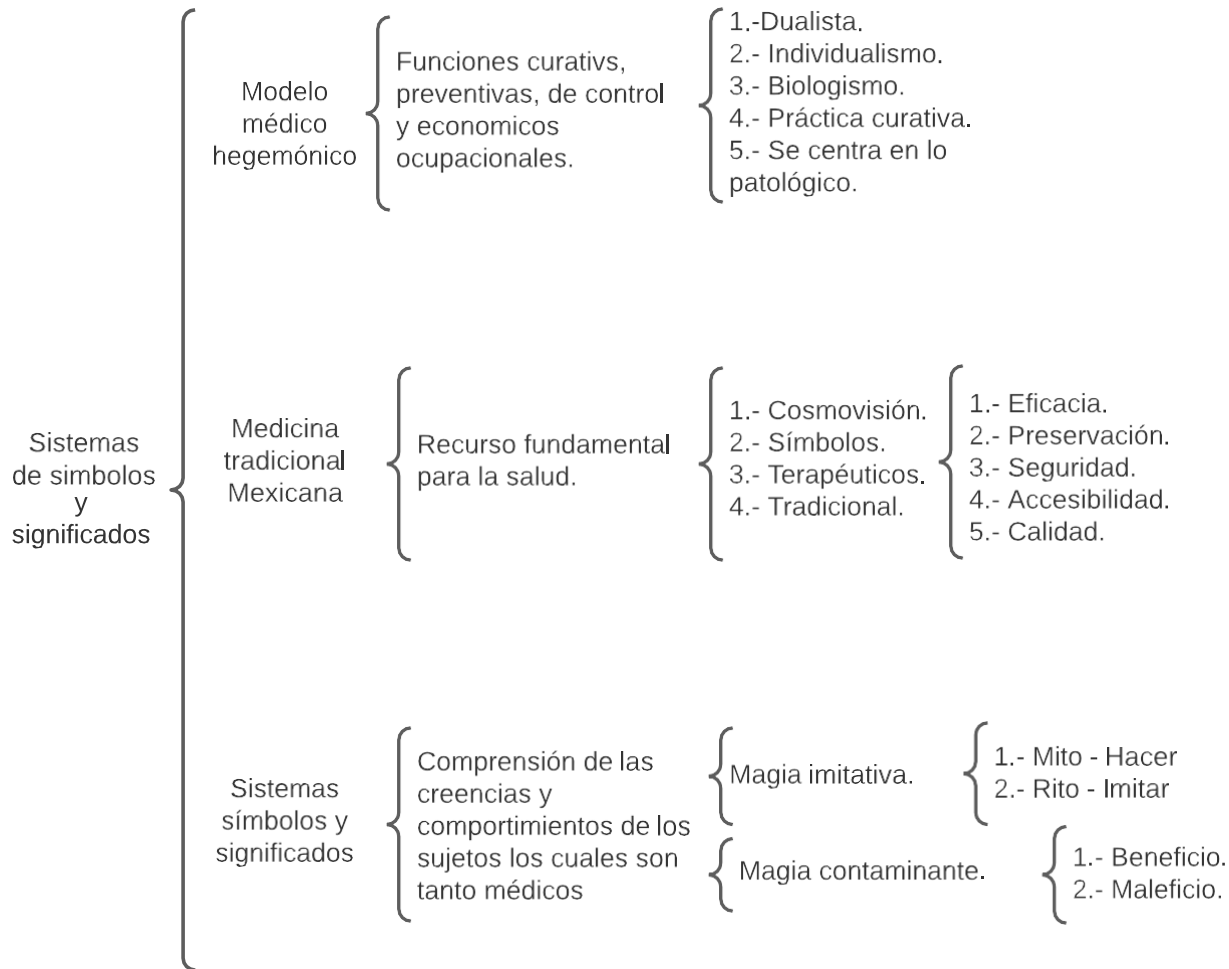 Sistemas
de simbolos
y
significados
Modelo
médico
hegemónico
Funciones curativs,
preventivas, de control
y economicos
ocupacionales.
1.-Dualista.
2.- Individualismo.
3.- Biologismo.
4.- Práctica curativa.
5.- Se centra en lo
patológico.
Medicina
tradicional
Mexicana
Recurso fundamental
para la salud.
1.- Cosmovisión.
2.- Símbolos.
3.- Terapéuticos.
4.- Tradicional.
1.- Eficacia.
2.- Preservación.
3.- Seguridad.
4.- Accesibilidad.
5.- Calidad.
Sistemas
símbolos y
significados
Comprensión de las
creencias y
comportimientos de los
sujetos los cuales son
tanto médicos
Magia imitativa.
1.- Mito - Hacer
2.- Rito - Imitar
Magia contaminante.
1.- Beneficio.
2.- Maleficio.